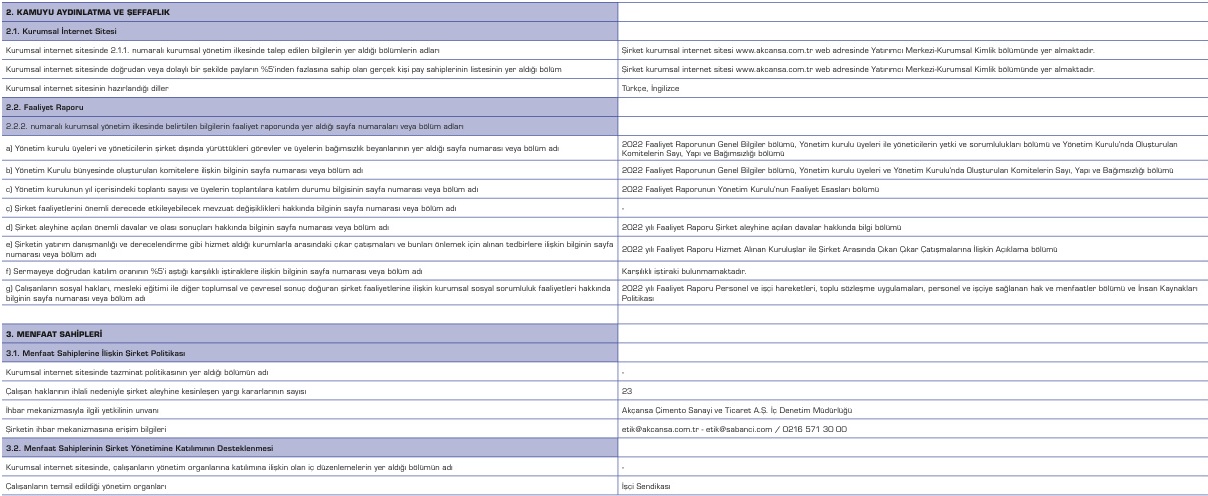 2. KAMUYU AYDINLATMA VE ŞEFFAFLIK
2.1. Kurumsal İnternet Sitesi
Kurumsal internet sitesinde 2.1.1. numaralı kurumsal yönetim ilkesinde talep edilen bilgilerin yer aldığı bölümlerin adları
Şirket kurumsal internet sitesi www.akcansa.com.tr web adresinde Yatırımcı Merkezi-Kurumsal Kimlik bölümünde yer almaktadır.
Kurumsal internet sitesinde doğrudan veya dolaylı bir şekilde payların %5'inden fazlasına sahip olan gerçek kişi pay sahiplerinin listesinin yer aldığı bölüm
Şirket kurumsal internet sitesi www.akcansa.com.tr web adresinde Yatırımcı Merkezi-Kurumsal Kimlik bölümünde yer almaktadır.
Kurumsal internet sitesinin hazırlandığı diller
Türkçe, İngilizce
2.2. Faaliyet Raporu
2.2.2. numaralı kurumsal yönetim ilkesinde belirtilen bilgilerin faaliyet raporunda yer aldığı sayfa numaraları veya bölüm adları
a) Yönetim kurulu üyeleri ve yöneticilerin şirket dışında yürüttükleri görevler ve üyelerin bağımsızlık beyanlarının yer aldığı sayfa numarası veya bölüm adı
2022 Faaliyet Raporunun Genel Bilgiler bölümü, Yönetim kurulu üyeleri ile yöneticilerin yetki ve sorumlulukları bölümü ve Yönetim Kurulu'nda Oluşturulan
Komitelerin Sayı, Yapı ve Bağımsızlığı bölümü
b) Yönetim Kurulu bünyesinde oluşturulan komitelere ilişkin bilginin sayfa numarası veya bölüm adı
2022 Faaliyet Raporunun Genel Bilgiler bölümü, Yönetim kurulu üyeleri ve Yönetim Kurulu'nda Oluşturulan Komitelerin Sayı, Yapı ve Bağımsızlığı bölümü
c) Yönetim kurulunun yıl içerisindeki toplantı sayısı ve üyelerin toplantılara katılım durumu bilgisinin sayfa numarası veya bölüm adı
2022 Faaliyet Raporunun Yönetim Kurulu'nun Faaliyet Esasları bölümü
ç) Şirket faaliyetlerini önemli derecede etkileyebilecek mevzuat değişiklikleri hakkında bilginin sayfa numarası veya bölüm adı
-
d) Şirket aleyhine açılan önemli davalar ve olası sonuçları hakkında bilginin sayfa numarası veya bölüm adı
2022 yılı Faaliyet Raporu Şirket aleyhine açılan davalar hakkında bilgi bölümü
e) Şirketin yatırım danışmanlığı ve derecelendirme gibi hizmet aldığı kurumlarla arasındaki çıkar çatışmaları ve bunları önlemek için alınan tedbirlere ilişkin bilginin sayfa
numarası veya bölüm adı
2022 yılı Faaliyet Raporu Hizmet Alınan Kuruluşlar ile Şirket Arasında Çıkan Çıkar Çatışmalarına İlişkin Açıklama bölümü
f) Sermayeye doğrudan katılım oranının %5'i aştığı karşılıklı iştiraklere ilişkin bilginin sayfa numarası veya bölüm adı
Karşılıklı iştiraki bulunmamaktadır.
g) Çalışanların sosyal hakları, mesleki eğitimi ile diğer toplumsal ve çevresel sonuç doğuran şirket faaliyetlerine ilişkin kurumsal sosyal sorumluluk faaliyetleri hakkında
bilginin sayfa numarası veya bölüm adı
2022 yılı Faaliyet Raporu Personel ve işçi hareketleri, toplu sözleşme uygulamaları, personel ve işçiye sağlanan hak ve menfaatler bölümü ve İnsan Kaynakları
Politikası
3. MENFAAT SAHİPLERİ
3.1. Menfaat Sahiplerine İlişkin Şirket Politikası
Kurumsal internet sitesinde tazminat politikasının yer aldığı bölümün adı
-
Çalışan haklarının ihlali nedeniyle şirket aleyhine kesinleşen yargı kararlarının sayısı
23
İhbar mekanizmasıyla ilgili yetkilinin unvanı
Akçansa Çimento Sanayi ve Ticaret A.Ş. İç Denetim Müdürlüğü
Şirketin ihbar mekanizmasına erişim bilgileri
etik@akcansa.com.tr - etik@sabanci.com / 0216 571 30 00
3.2. Menfaat Sahiplerinin Şirket Yönetimine Katılımının Desteklenmesi
Kurumsal internet sitesinde, çalışanların yönetim organlarına katılımına ilişkin olan iç düzenlemelerin yer aldığı bölümün adı
-
Çalışanların temsil edildiği yönetim organları
İşçi Sendikası